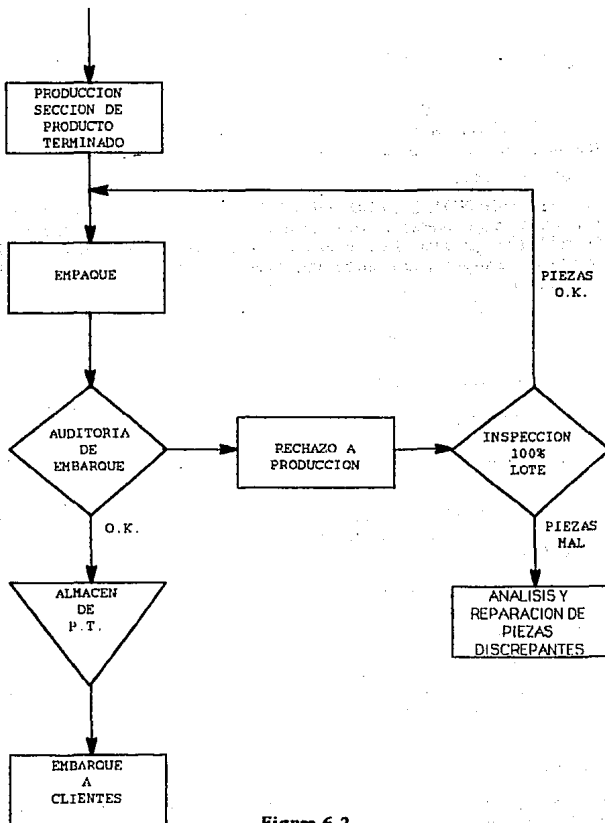 PRODUCCION
SECCION DE
PRODUCTO
TERMINADO
EMPAQUE
PIEZAS
O.K.
AUDITORIA
DE
EMBARQUE
RECHAZO A
PRODUCCION
INSPECCION
100%
LOTE
O.K.
PIEZAS
MAL
ALMACEN
DE
P.T.
ANALISIS Y
REPARACION DE
PIEZAS
DISCREPANTES
EMBARQUE
A
CLIENTES
Figura 6.2